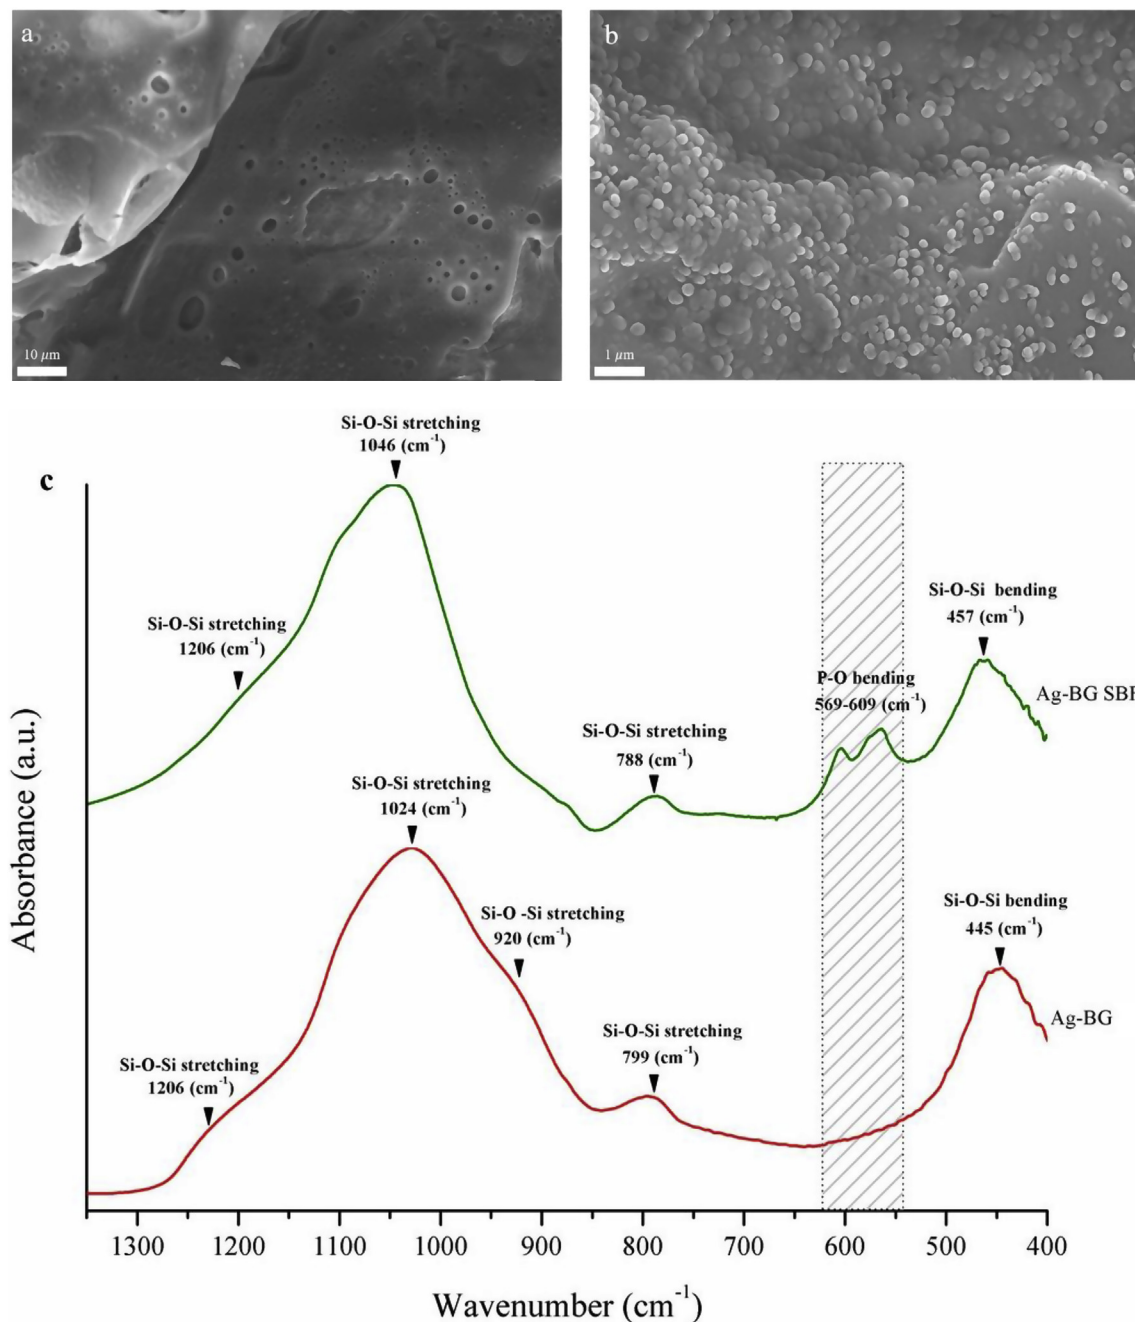 a
b
10 µm
1 µm
c
Si-O-Si stretching
1046 (cm⁻¹)
Si-O-Si stretching
1206 (cm⁻¹)
Si-O-Si stretching
788 (cm⁻¹)
P-O bending
569-609 (cm⁻¹)
Si-O-Si bending
457 (cm⁻¹)
Ag-BG SBF
Si-O-Si stretching
1024 (cm⁻¹)
Si-O -Si stretching
920 (cm⁻¹)
Si-O-Si bending
445 (cm⁻¹)
Ag-BG
Si-O-Si stretching
1206 (cm⁻¹)
Si-O-Si stretching
799 (cm⁻¹)
Absorbance (a.u.)
1300 1200 1100 1000 900 800 700 600 500 400
Wavenumber (cm⁻¹)